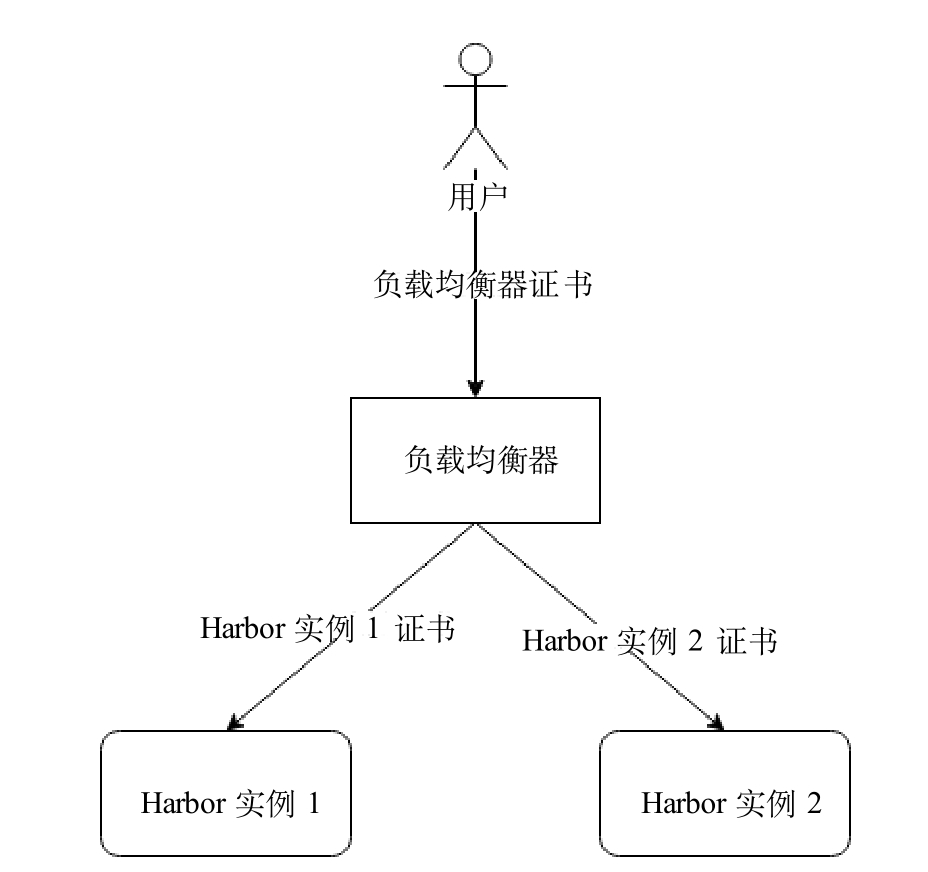 用户
负载均衡器证书
负载均衡器
Harbor 实例 1 证书
Harbor 实例 2 证书
Harbor 实例 1
Harbor 实例 2